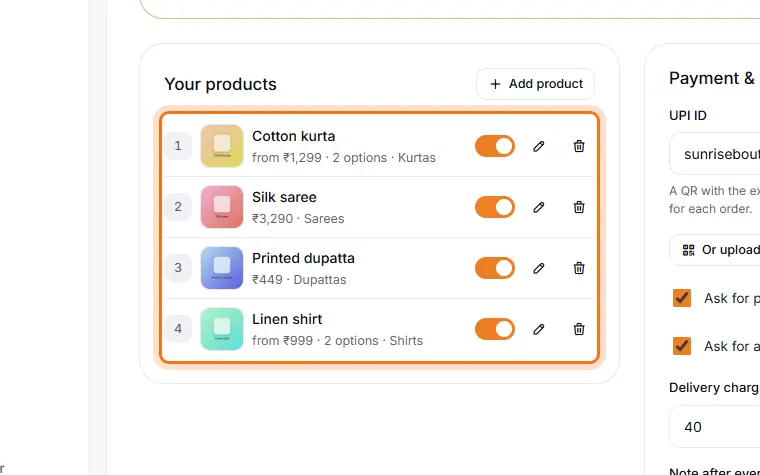 Your products
Add product
1
Cotton kurta
from ₹1,299 · 2 options · Kurtas
2
Silk saree
₹3,290 · Sarees
3
Printed dupatta
₹449 · Dupattas
4
Linen shirt
from ₹999 · 2 options · Shirts
Payment &
UPI ID
sunrisebout
A QR with the ex
for each order.
Or upload
Ask for p
Ask for a
Delivery charg
40
Note after ever
r